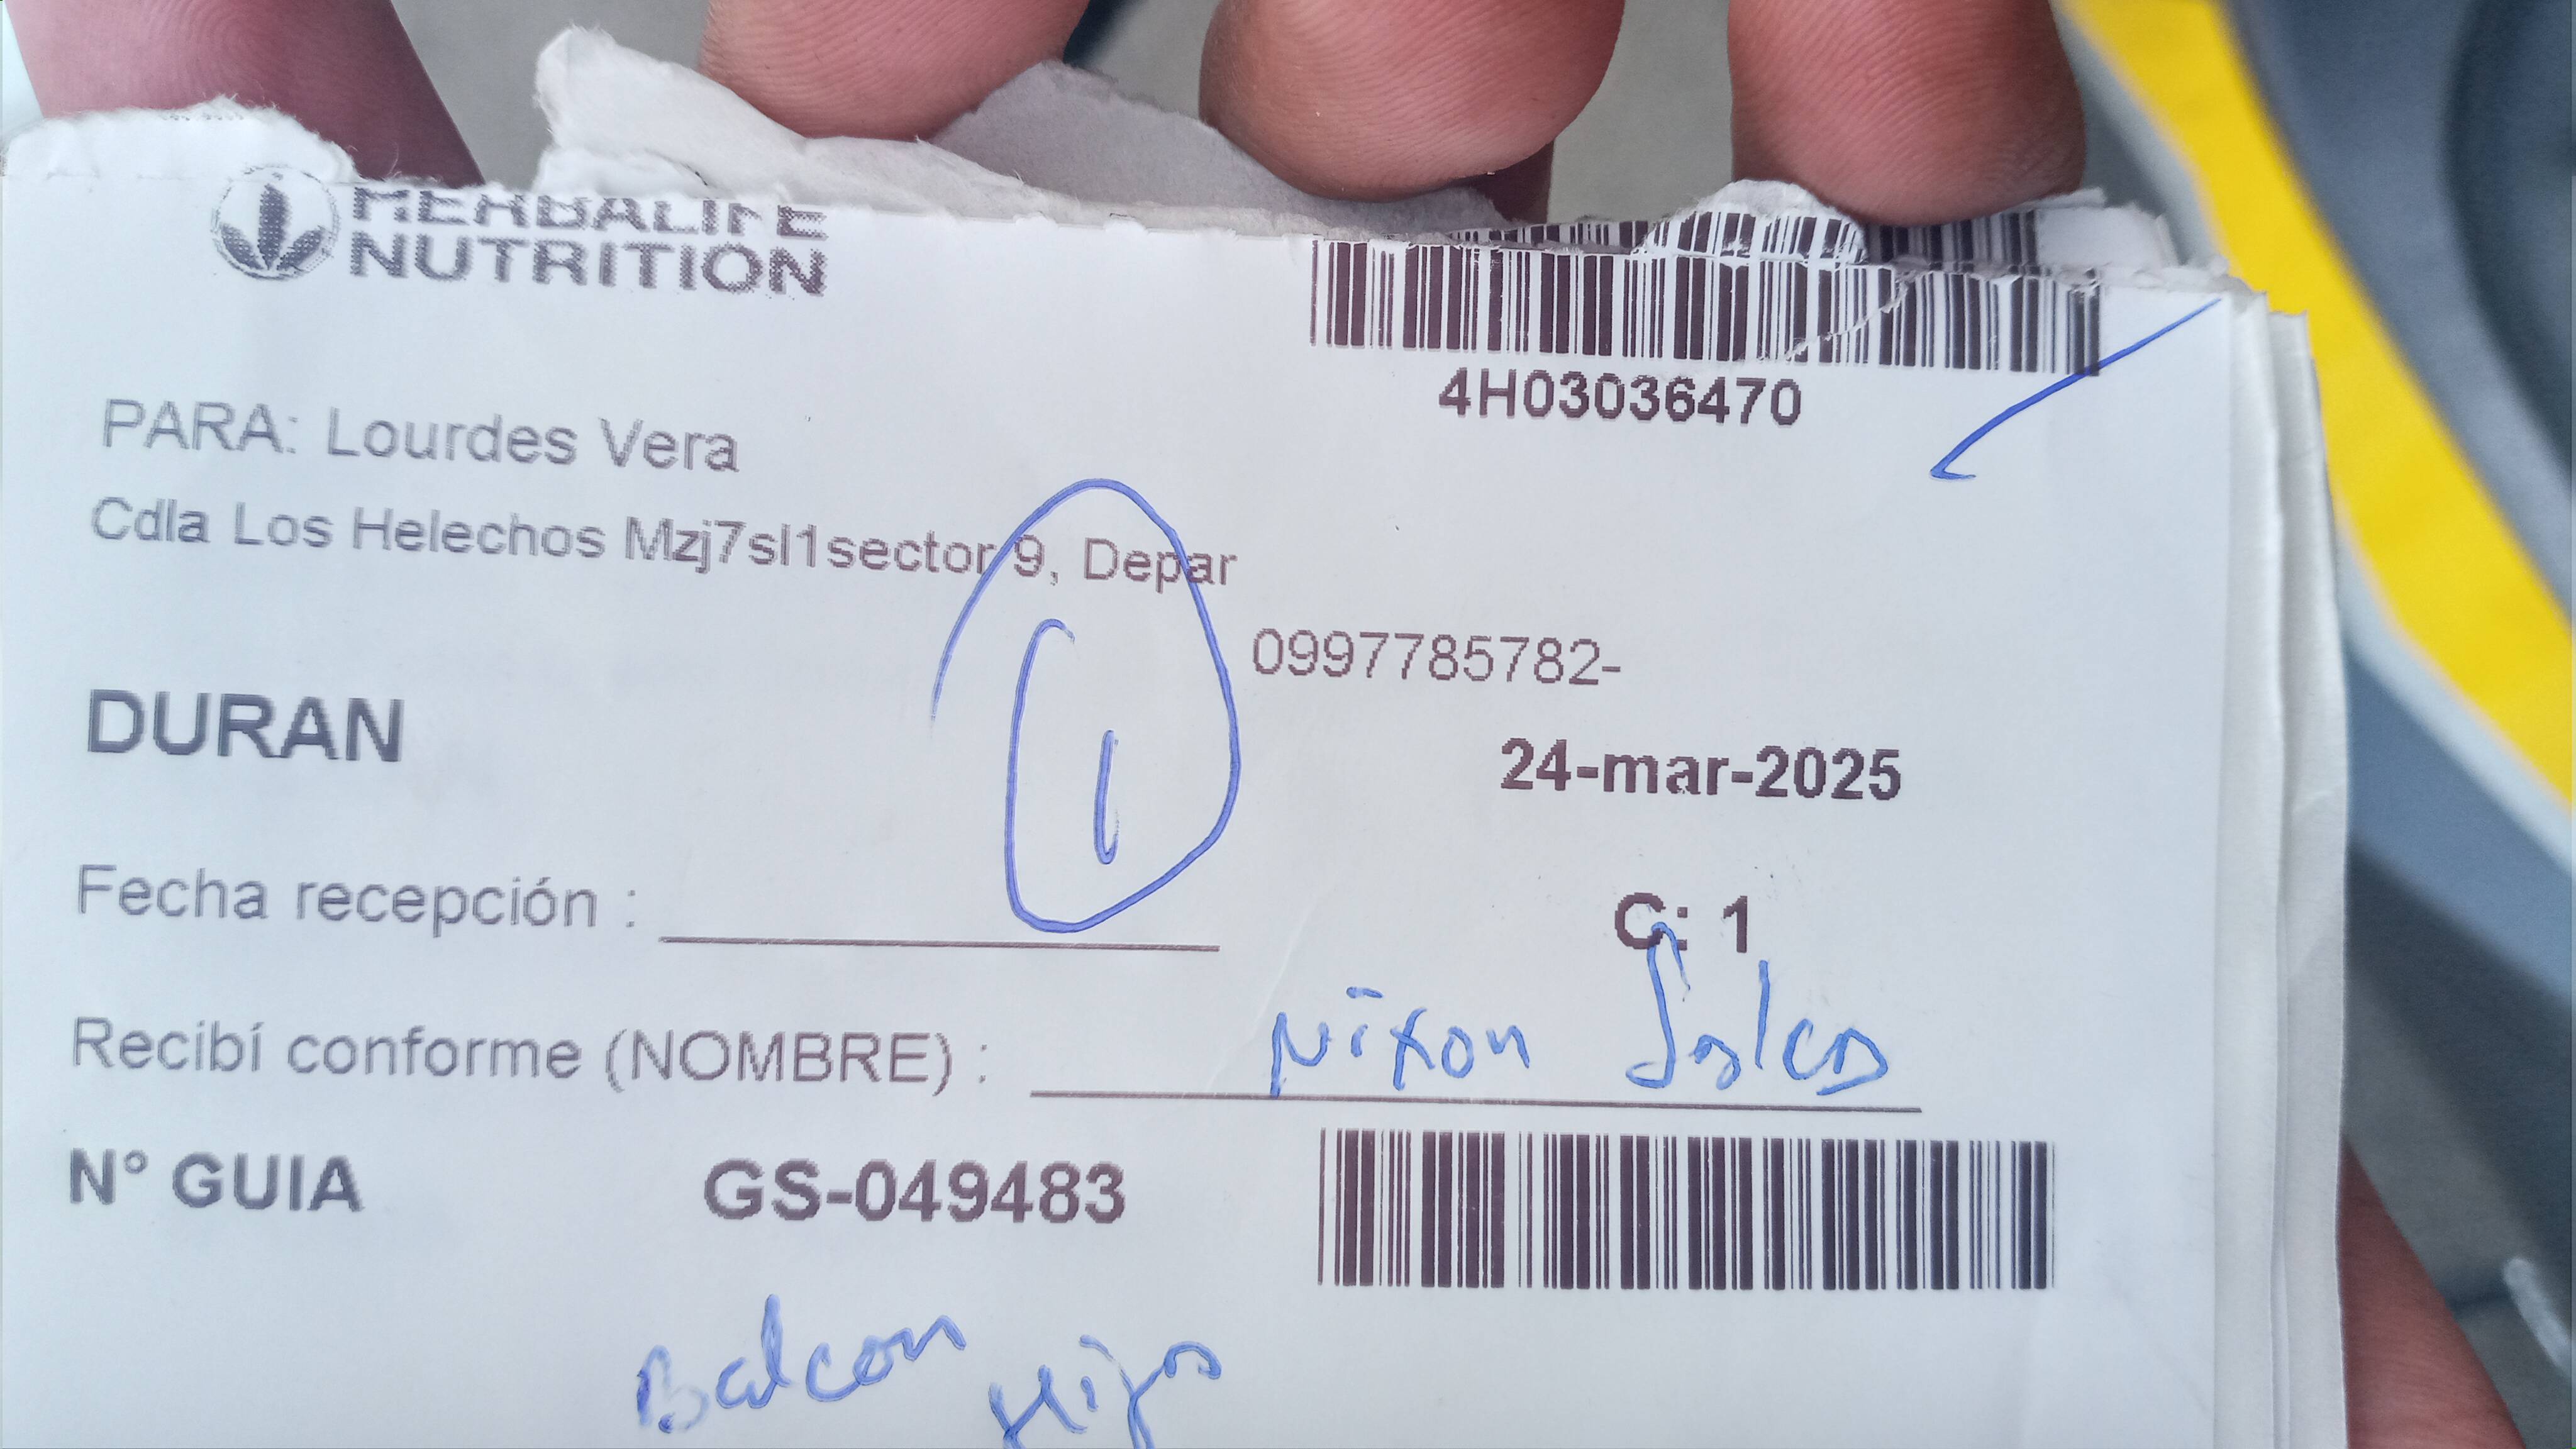 HERBALIFE
NUTRITION
4H03036470
PARA: Lourdes Vera
Cdla Los Helechos Mzj7sl1sector 9, Depar
0997785782-
DURAN
1
24-mar-2025
Fecha recepción :
C: 1
Recibí conforme (NOMBRE) : Nixon
N° GUIA GS-049483
Balcon
Hijo